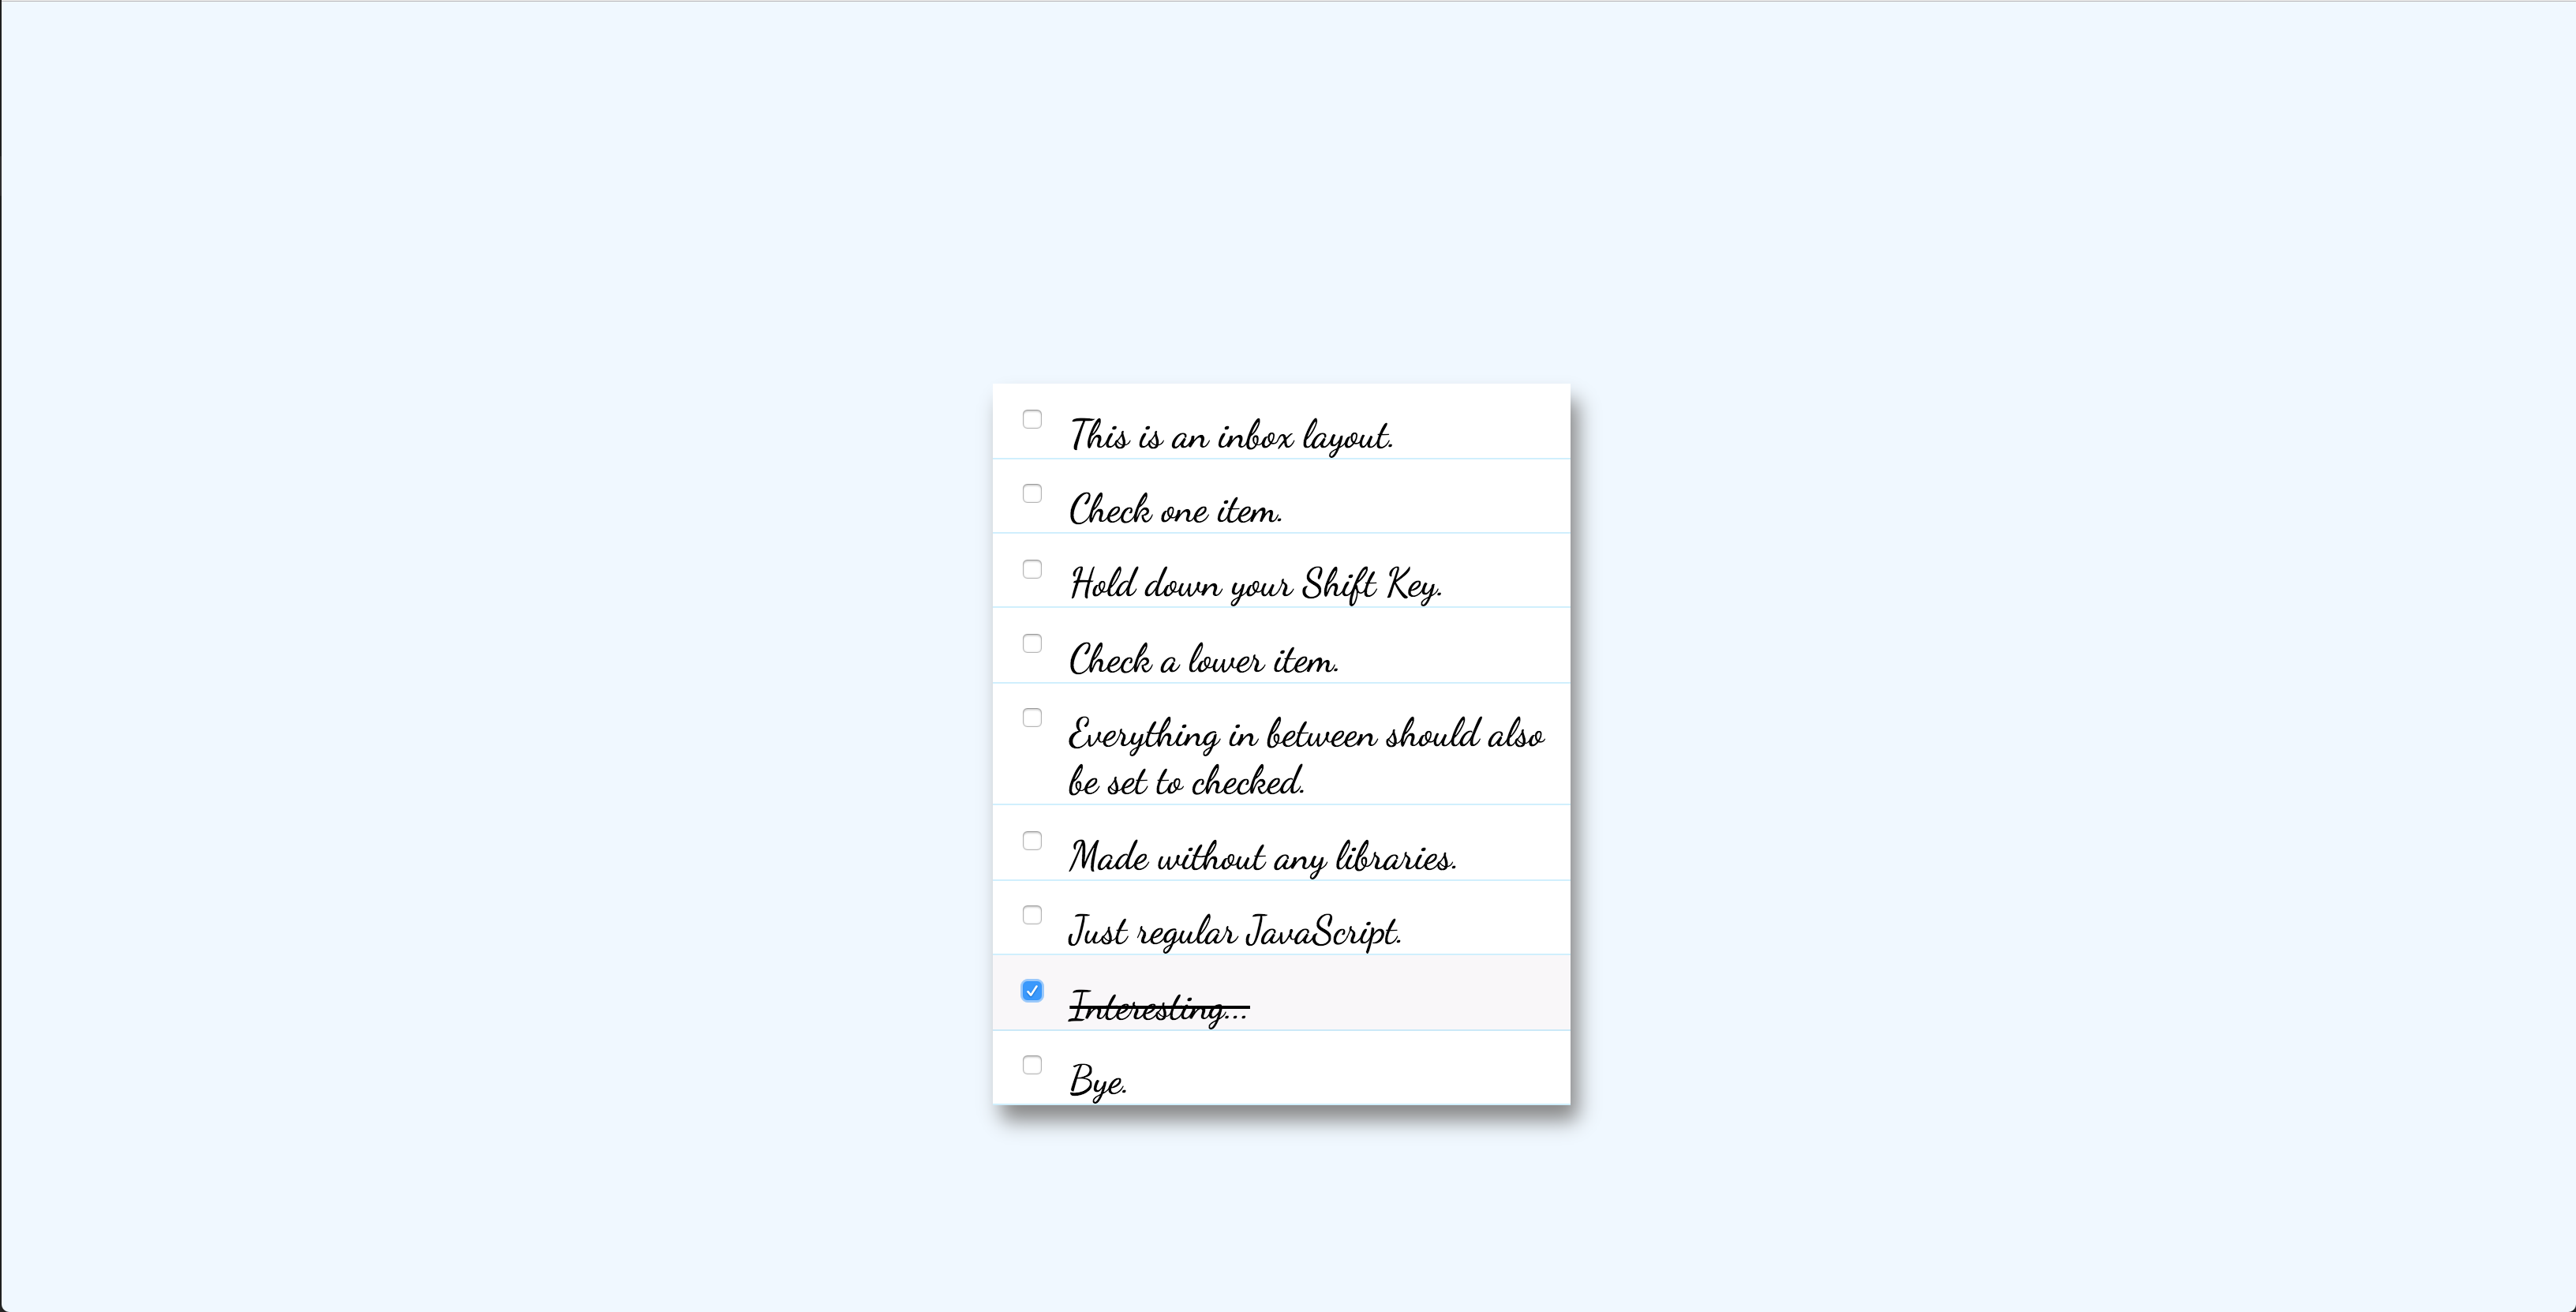 This is an inbox layout.
Check one item.
Hold down your Shift Key.
Check a lower item.
Everything in between should also
be set to checked.
Made without any libraries.
Just regular JavaScript.
Interesting...
Bye.